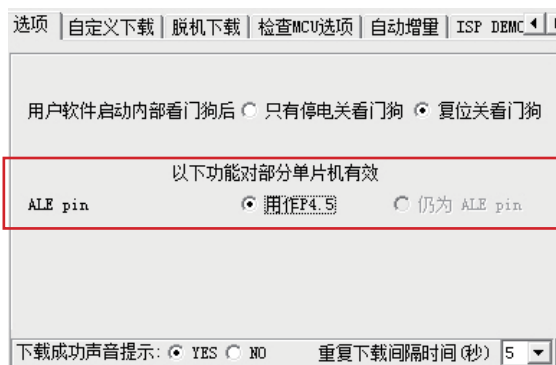 选项 自定义下载 脱机下载 检查MCU选项 自动增量 ISP DEMO
用户软件启动内部看门狗后 只有停电关看门狗 复位关看门狗
以下功能对部分单片机有效
ALE pin 用作P4.5 仍为 ALE pin
下载成功声音提示: YES NO 重复下载间隔时间(秒) 5